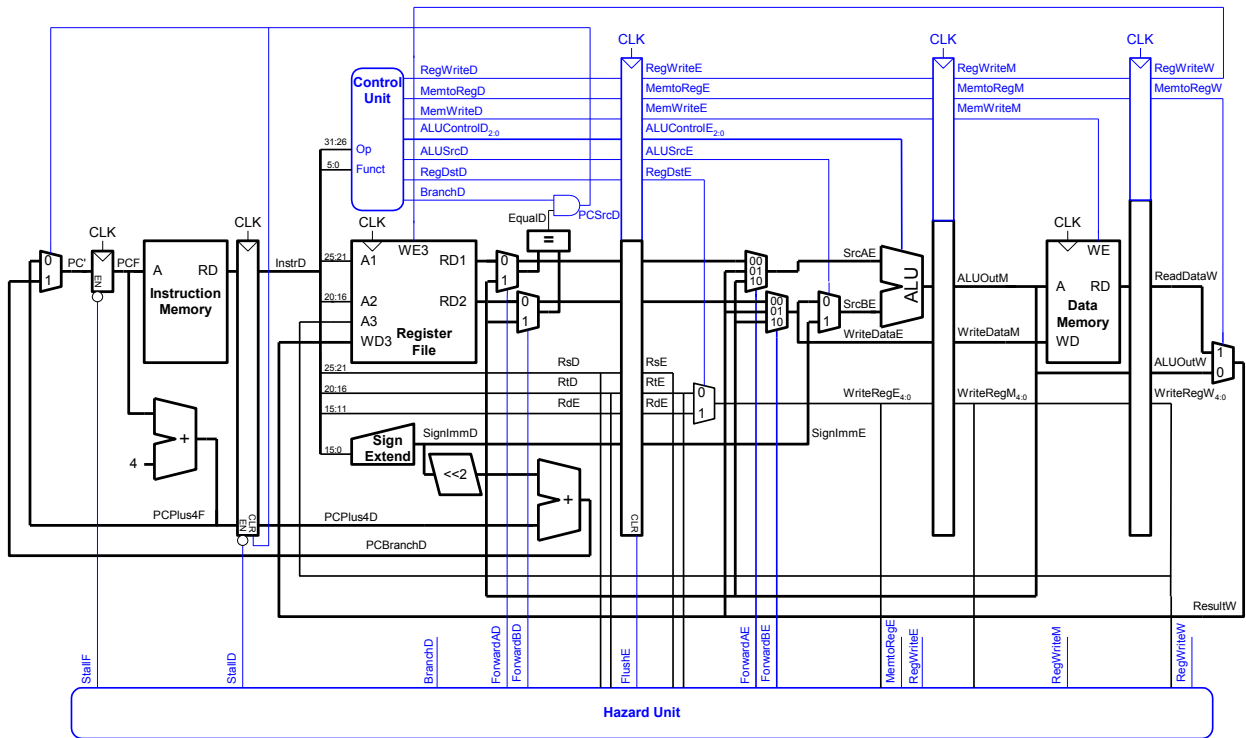 CLK
CLK
CLK
Control
Unit
RegWriteD
RegWriteE
RegWriteM
RegWriteW
MemtoRegD
MemtoRegE
MemtoRegM
MemtoRegW
MemWriteD
MemWriteE
MemWriteM
ALUControlD2:0
ALUControlE2:0
31:26
Op
ALUSrcD
ALUSrcE
5:0
Funct
RegDstD
RegDstE
BranchD
PCSrcD
EqualD
CLK
CLK
CLK
CLK
CLK
WE3
=
WE
0
1
PC'
EN
PCF
A
RD
Instruction
Memory
InstrD
25:21
A1
RD1
0
1
00
01
10
SrcAE
ALU
ALUOutM
A
RD
Data
Memory
WD
ReadDataW
20:16
A2
RD2
0
1
00
01
10
0
1
SrcBE
A3
WD3
Register
File
WriteDataE
WriteDataM
1
0
ALUOutW
25:21
RsD
RsE
20:16
RtD
RtE
0
1
15:11
RdE
RdE
WriteRegE4:0
WriteRegM4:0
WriteRegW4:0
+
4
15:0
Sign
Extend
SignImmD
SignImmE
<<2
+
PCPlus4F
EN
CLR
PCPlus4D
CLR
PCBranchD
ResultW
StallF
StallD
BranchD
ForwardAD
ForwardBD
FlushE
ForwardAE
ForwardBE
MemtoRegE
RegWriteE
RegWriteM
RegWriteW
Hazard Unit